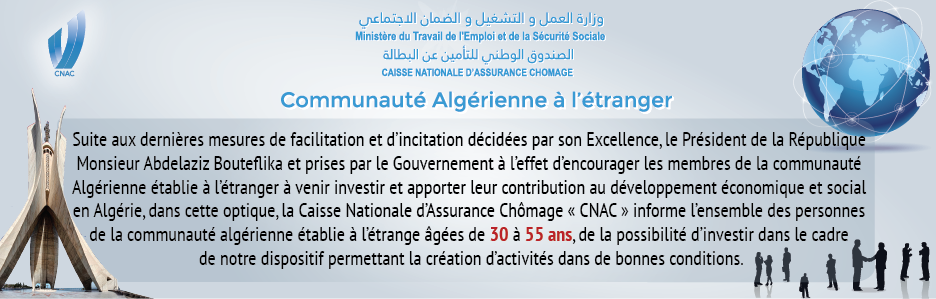 CNAC
وزارة العمل و التشغيل و الضمان الاجتماعي
Ministère du Travail de l'Emploi et de la Sécurité Sociale
الصندوق الوطني للتأمين عن البطالة
CAISSE NATIONALE D'ASSURANCE CHOMAGE
Communauté Algérienne à l'étranger
Suite aux dernières mesures de facilitation et d'incitation décidées par son Excellence, le Président de la République
Monsieur Abdelaziz Bouteflika et prises par le Gouvernement à l'effet d'encourager les membres de la communauté
Algérienne établie à l'étranger à venir investir et apporter leur contribution au développement économique et social
en Algérie, dans cette optique, la Caisse Nationale d'Assurance Chômage « CNAC » informe l'ensemble des personnes
de la communauté algérienne établie à l'étrange âgées de 30 à 55 ans, de la possibilité d'investir dans le cadre
de notre dispositif permettant la création d'activités dans de bonnes conditions.